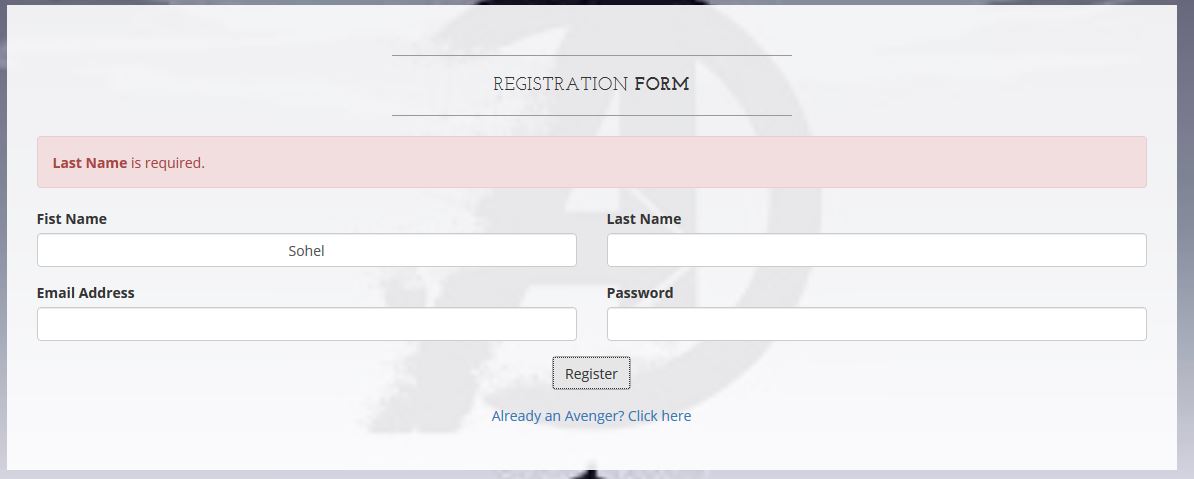 REGISTRATION FORM
Last Name is required.
Fist Name
Last Name
Sohel
Email Address
Password
Register
Already an Avenger? Click here